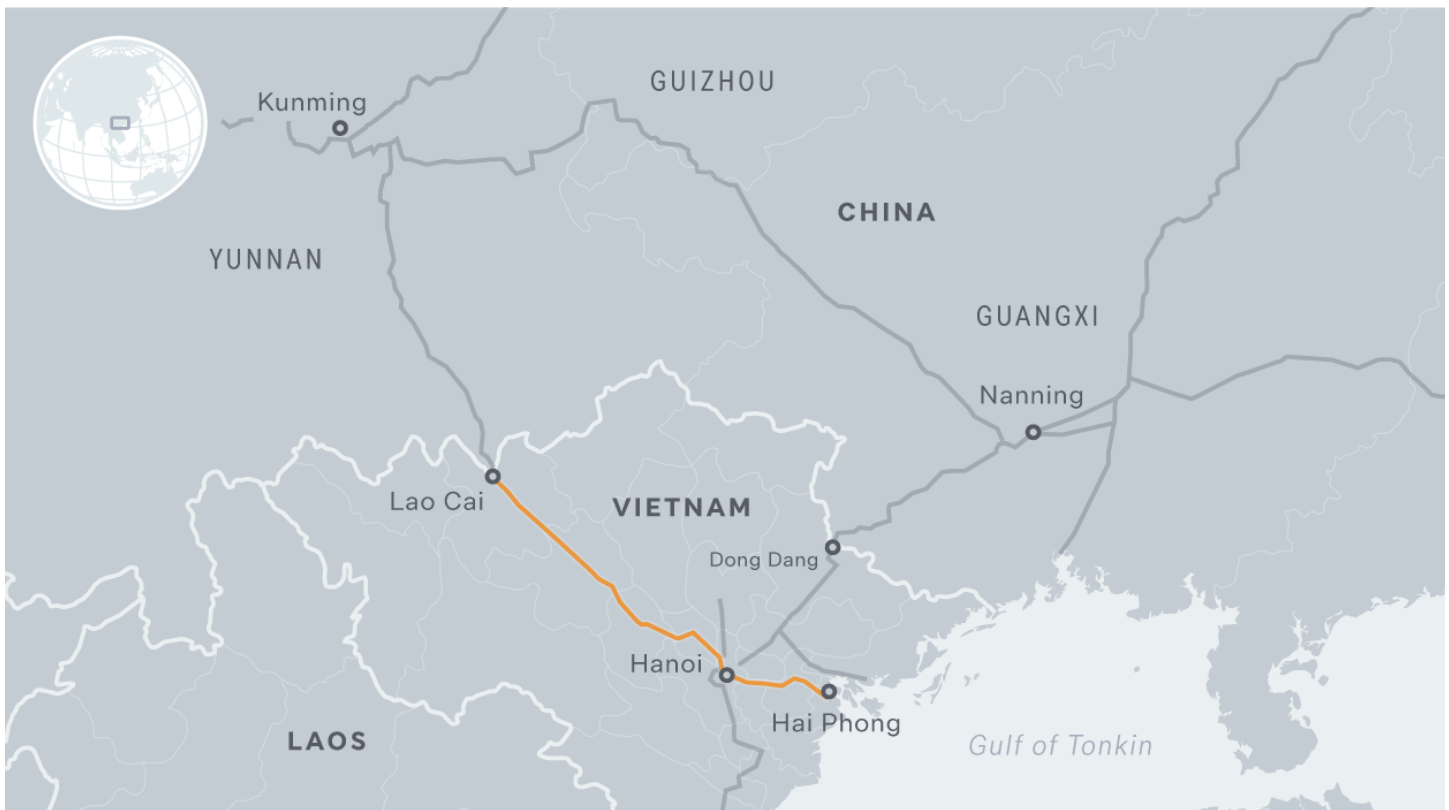 GUIZHOU
Kunming
CHINA
YUNNAN
GUANGXI
Nanning
Lao Cai
VIETNAM
Dong Dang
Hanoi
Hai Phong
LAOS
Gulf of Tonkin